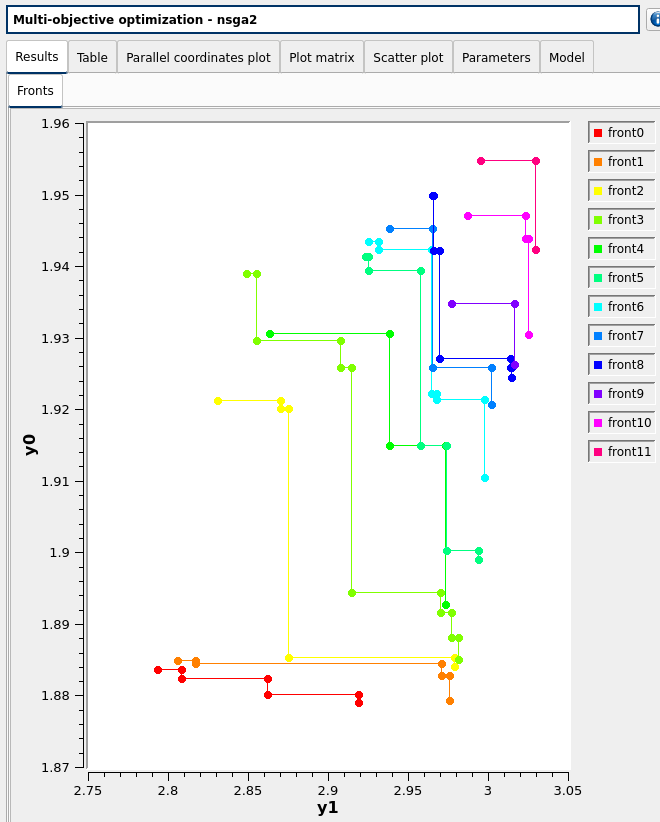 Multi-objective optimization - nsga2
Results Table Parallel coordinates plot Plot matrix Scatter plot Parameters Model
Fronts
1.96
1.95
1.94
1.93
1.92
1.91
1.9
1.89
1.88
1.87
y0
2.75 2.8 2.85 2.9 2.95 3 3.05
y1
front0
front1
front2
front3
front4
front5
front6
front7
front8
front9
front10
front11